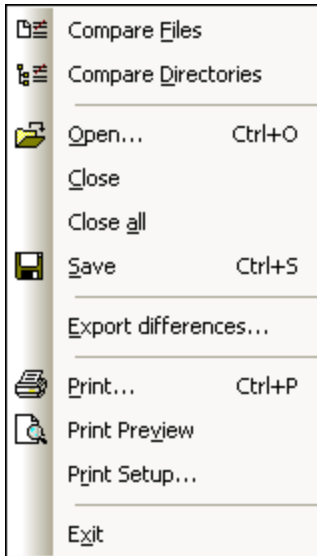 Compare Files
Compare Directories
Open... Ctrl+O
Close
Close all
Save Ctrl+S
Export differences...
Print... Ctrl+P
Print Preview
Print Setup...
Exit